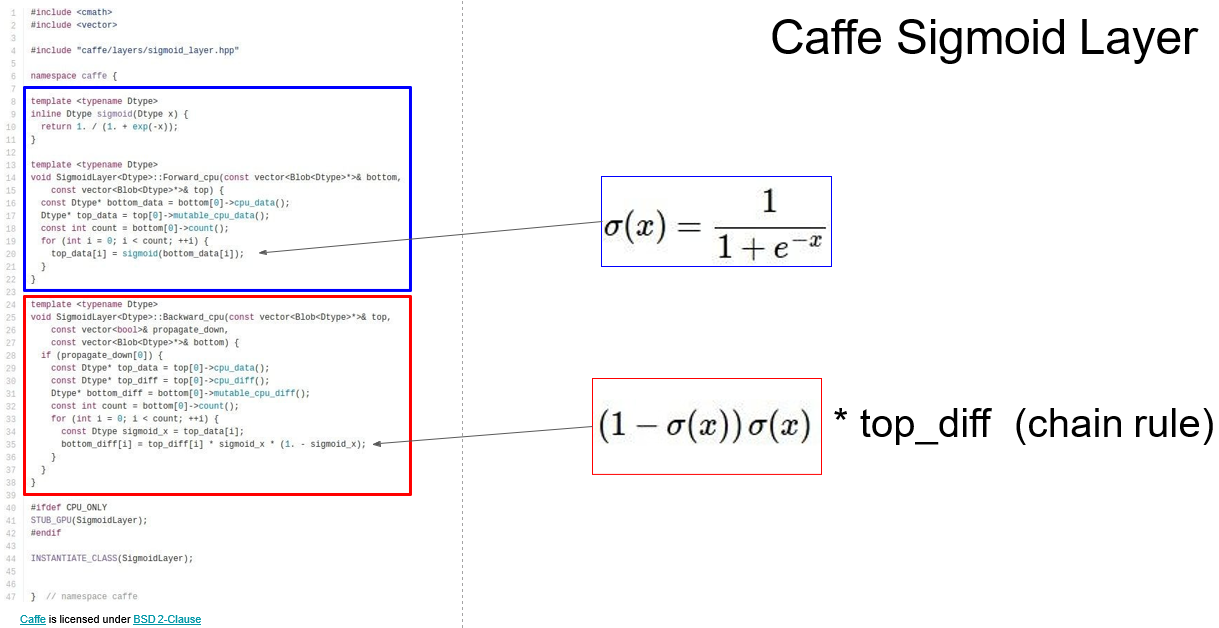 Caffe Sigmoid Layer
1 #include <cmath>
2 #include <vector>
3
4 #include "caffe/layers/sigmoid_layer.hpp"
5
6 namespace caffe {
7
8 template <typename Dtype>
9 inline Dtype sigmoid(Dtype x) {
10   return 1. / (1. + exp(-x));
11 }
12
13 template <typename Dtype>
14 void SigmoidLayer<Dtype>::Forward_cpu(const vector<Blob<Dtype>*>& bottom,
15     const vector<Blob<Dtype>*>& top) {
16   const Dtype* bottom_data = bottom[0]->cpu_data();
17   Dtype* top_data = top[0]->mutable_cpu_data();
18   const int count = bottom[0]->count();
19   for (int i = 0; i < count; ++i) {
20     top_data[i] = sigmoid(bottom_data[i]);
21   }
22 }
23
24 template <typename Dtype>
25 void SigmoidLayer<Dtype>::Backward_cpu(const vector<Blob<Dtype>*>& top,
26     const vector<bool>& propagate_down,
27     const vector<Blob<Dtype>*>& bottom) {
28   if (propagate_down[0]) {
29     const Dtype* top_data = top[0]->cpu_data();
30     const Dtype* top_diff = top[0]->cpu_diff();
31     Dtype* bottom_diff = bottom[0]->mutable_cpu_diff();
32     const int count = bottom[0]->count();
33     for (int i = 0; i < count; ++i) {
34       const Dtype sigmoid_x = top_data[i];
35       bottom_diff[i] = top_diff[i] * sigmoid_x * (1. - sigmoid_x);
36     }
37   }
38 }
39
40 #ifdef CPU_ONLY
41 STUB_GPU(SigmoidLayer);
42 #endif
43
44 INSTANTIATE_CLASS(SigmoidLayer);
45
46
47 }  // namespace caffe
Caffe is licensed under BSD 2-Clause
σ(x) = 1 / (1 + e^−x)
(1 − σ(x)) σ(x) * top_diff (chain rule)